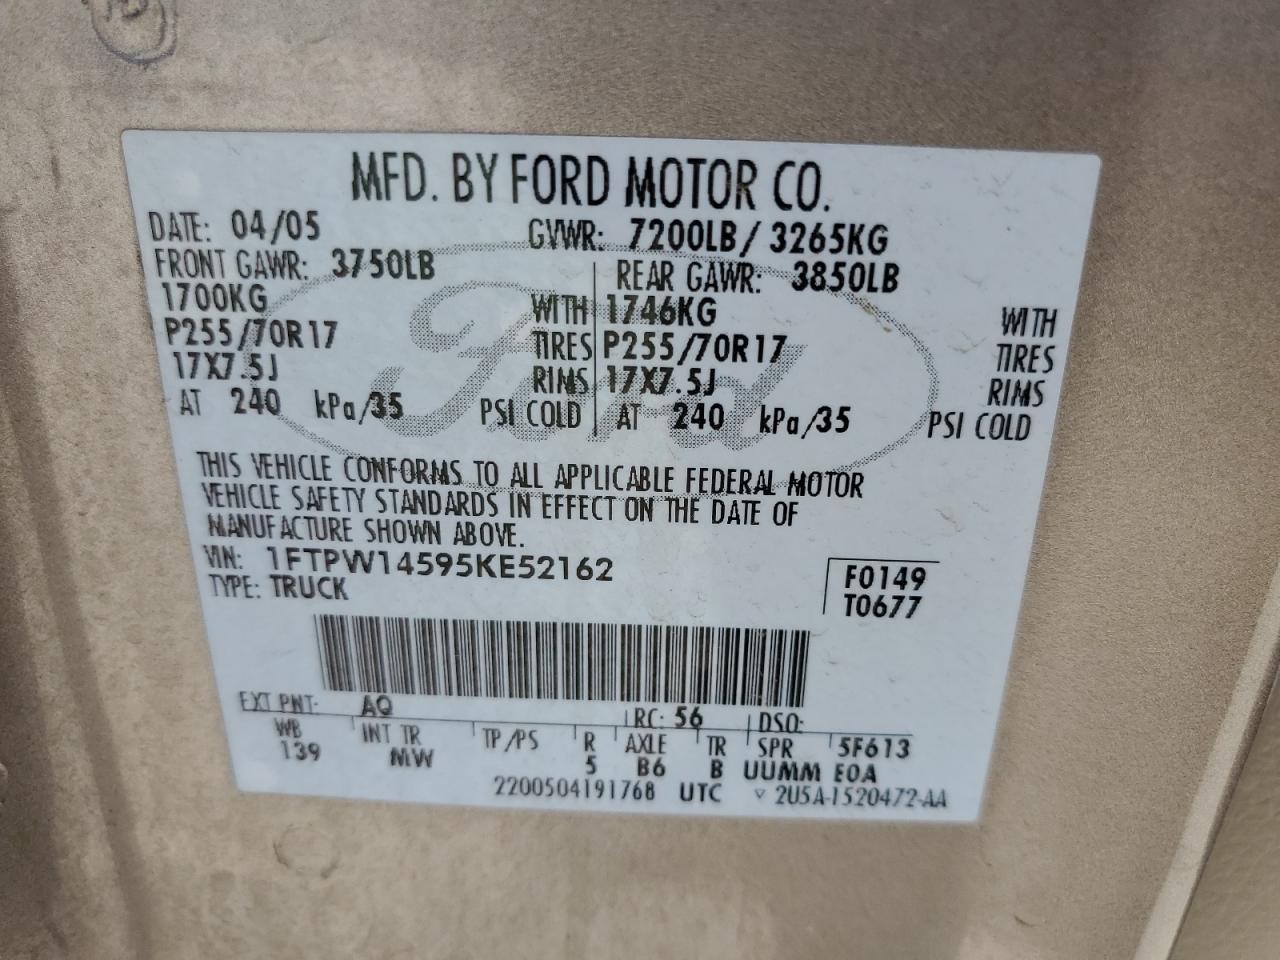 MFD. BY FORD MOTOR CO.
DATE: 04/05 GVWR: 7200LB / 3265KG
FRONT GAWR: 3750LB REAR GAWR: 3850LB
1700KG WITH 1746KG WITH
P255/70R17 TIRES P255/70R17 TIRES
17X7.5J RIMS 17X7.5J RIMS
AT 240 kPa/35 PSI COLD AT 240 kPa/35 PSI COLD
Ford
THIS VEHICLE CONFORMS TO ALL APPLICABLE FEDERAL MOTOR
VEHICLE SAFETY STANDARDS IN EFFECT ON THE DATE OF
MANUFACTURE SHOWN ABOVE.
VIN: 1FTPW14595KE52162 F0149
TYPE: TRUCK T0677
EXT PNT: AQ RC: 56 DSO:
WB INT TR TP/PS R AXLE TR SPR 5F613
139 MW 5 B6 B UUMM E0A
2200504191768 UTC ▽ 2U5A-1520472-AA